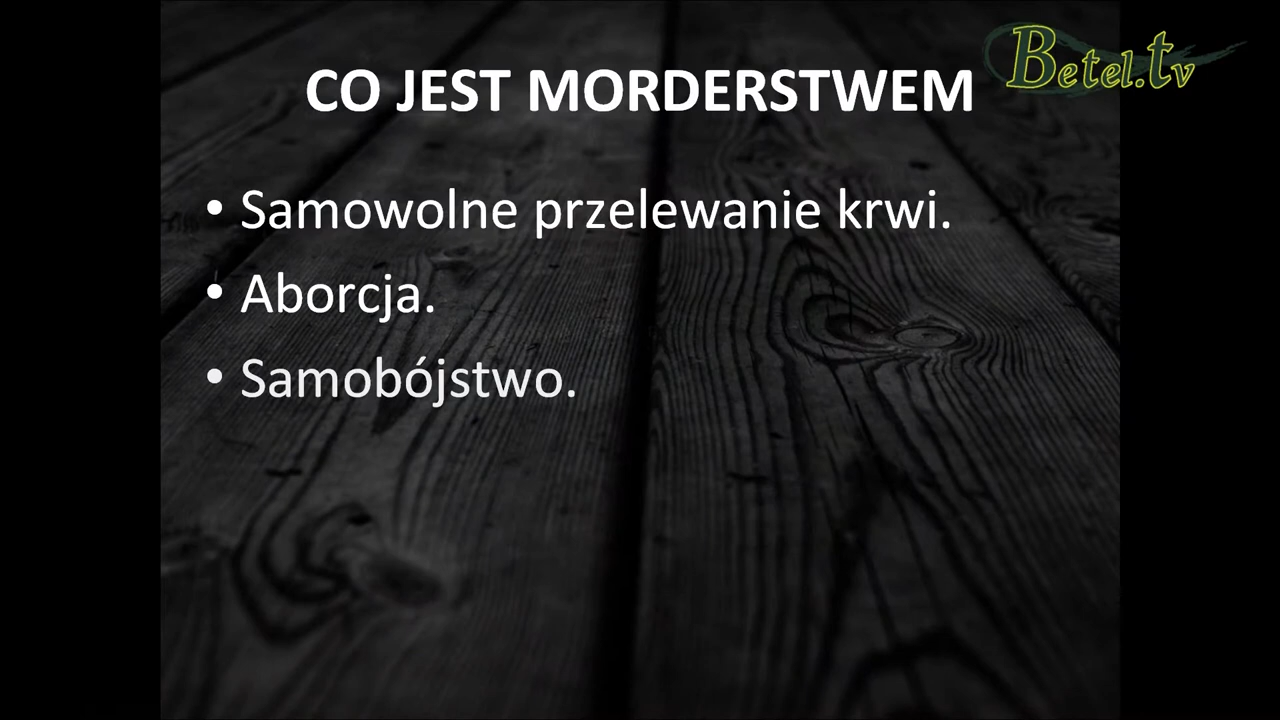 Betel.tv
CO JEST MORDERSTWEM
• Samowolne przelewanie krwi.
• Aborcja.
• Samobójstwo.